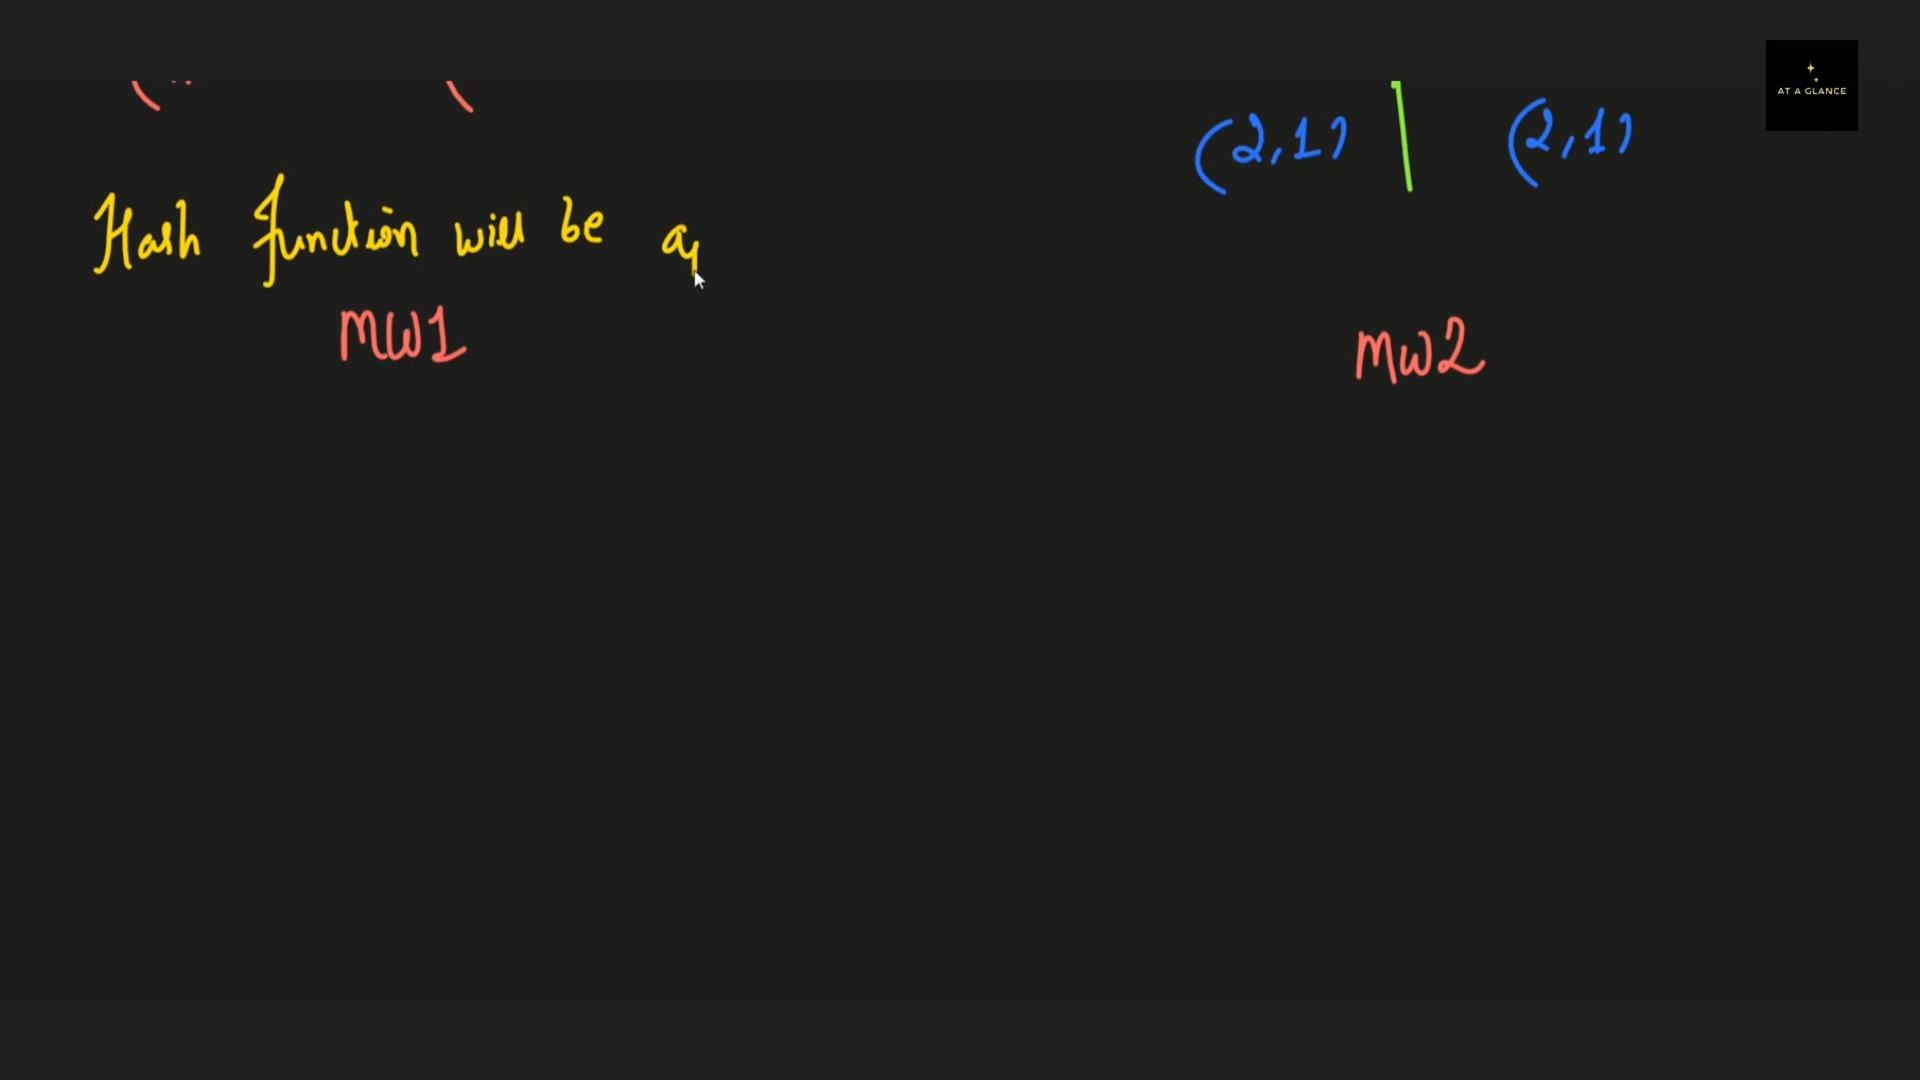 (2,1) (2,1)
AT A GLANCE
Hash function will be
MW1
MW2